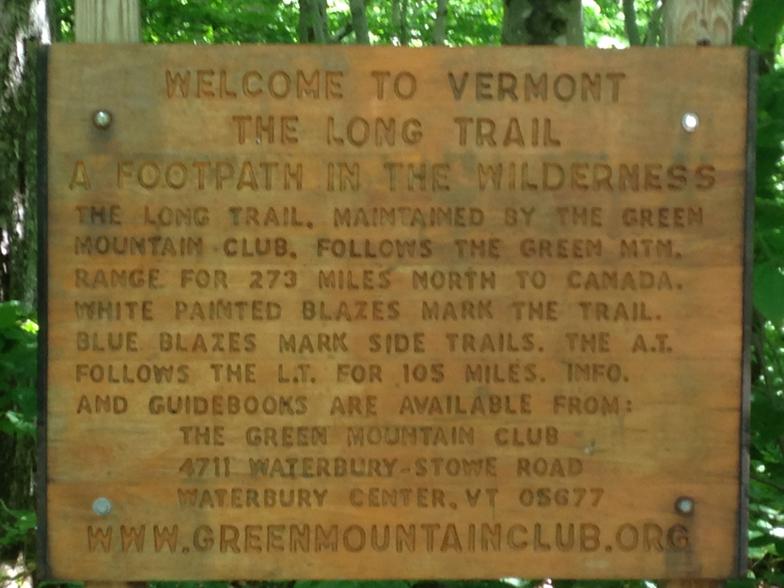 WELCOME TO VERMONT
THE LONG TRAIL
A FOOTPATH IN THE WILDERNESS
THE LONG TRAIL, MAINTAINED BY THE GREEN
MOUNTAIN CLUB, FOLLOWS THE GREEN MTN.
RANGE FOR 273 MILES NORTH TO CANADA.
WHITE PAINTED BLAZES MARK THE TRAIL.
BLUE BLAZES MARK SIDE TRAILS. THE A.T.
FOLLOWS THE L.T. FOR 105 MILES. INFO.
AND GUIDEBOOKS ARE AVAILABLE FROM:
THE GREEN MOUNTAIN CLUB
4711 WATERBURY-STOWE ROAD
WATERBURY CENTER, VT 05677
WWW.GREENMOUNTAINCLUB.ORG